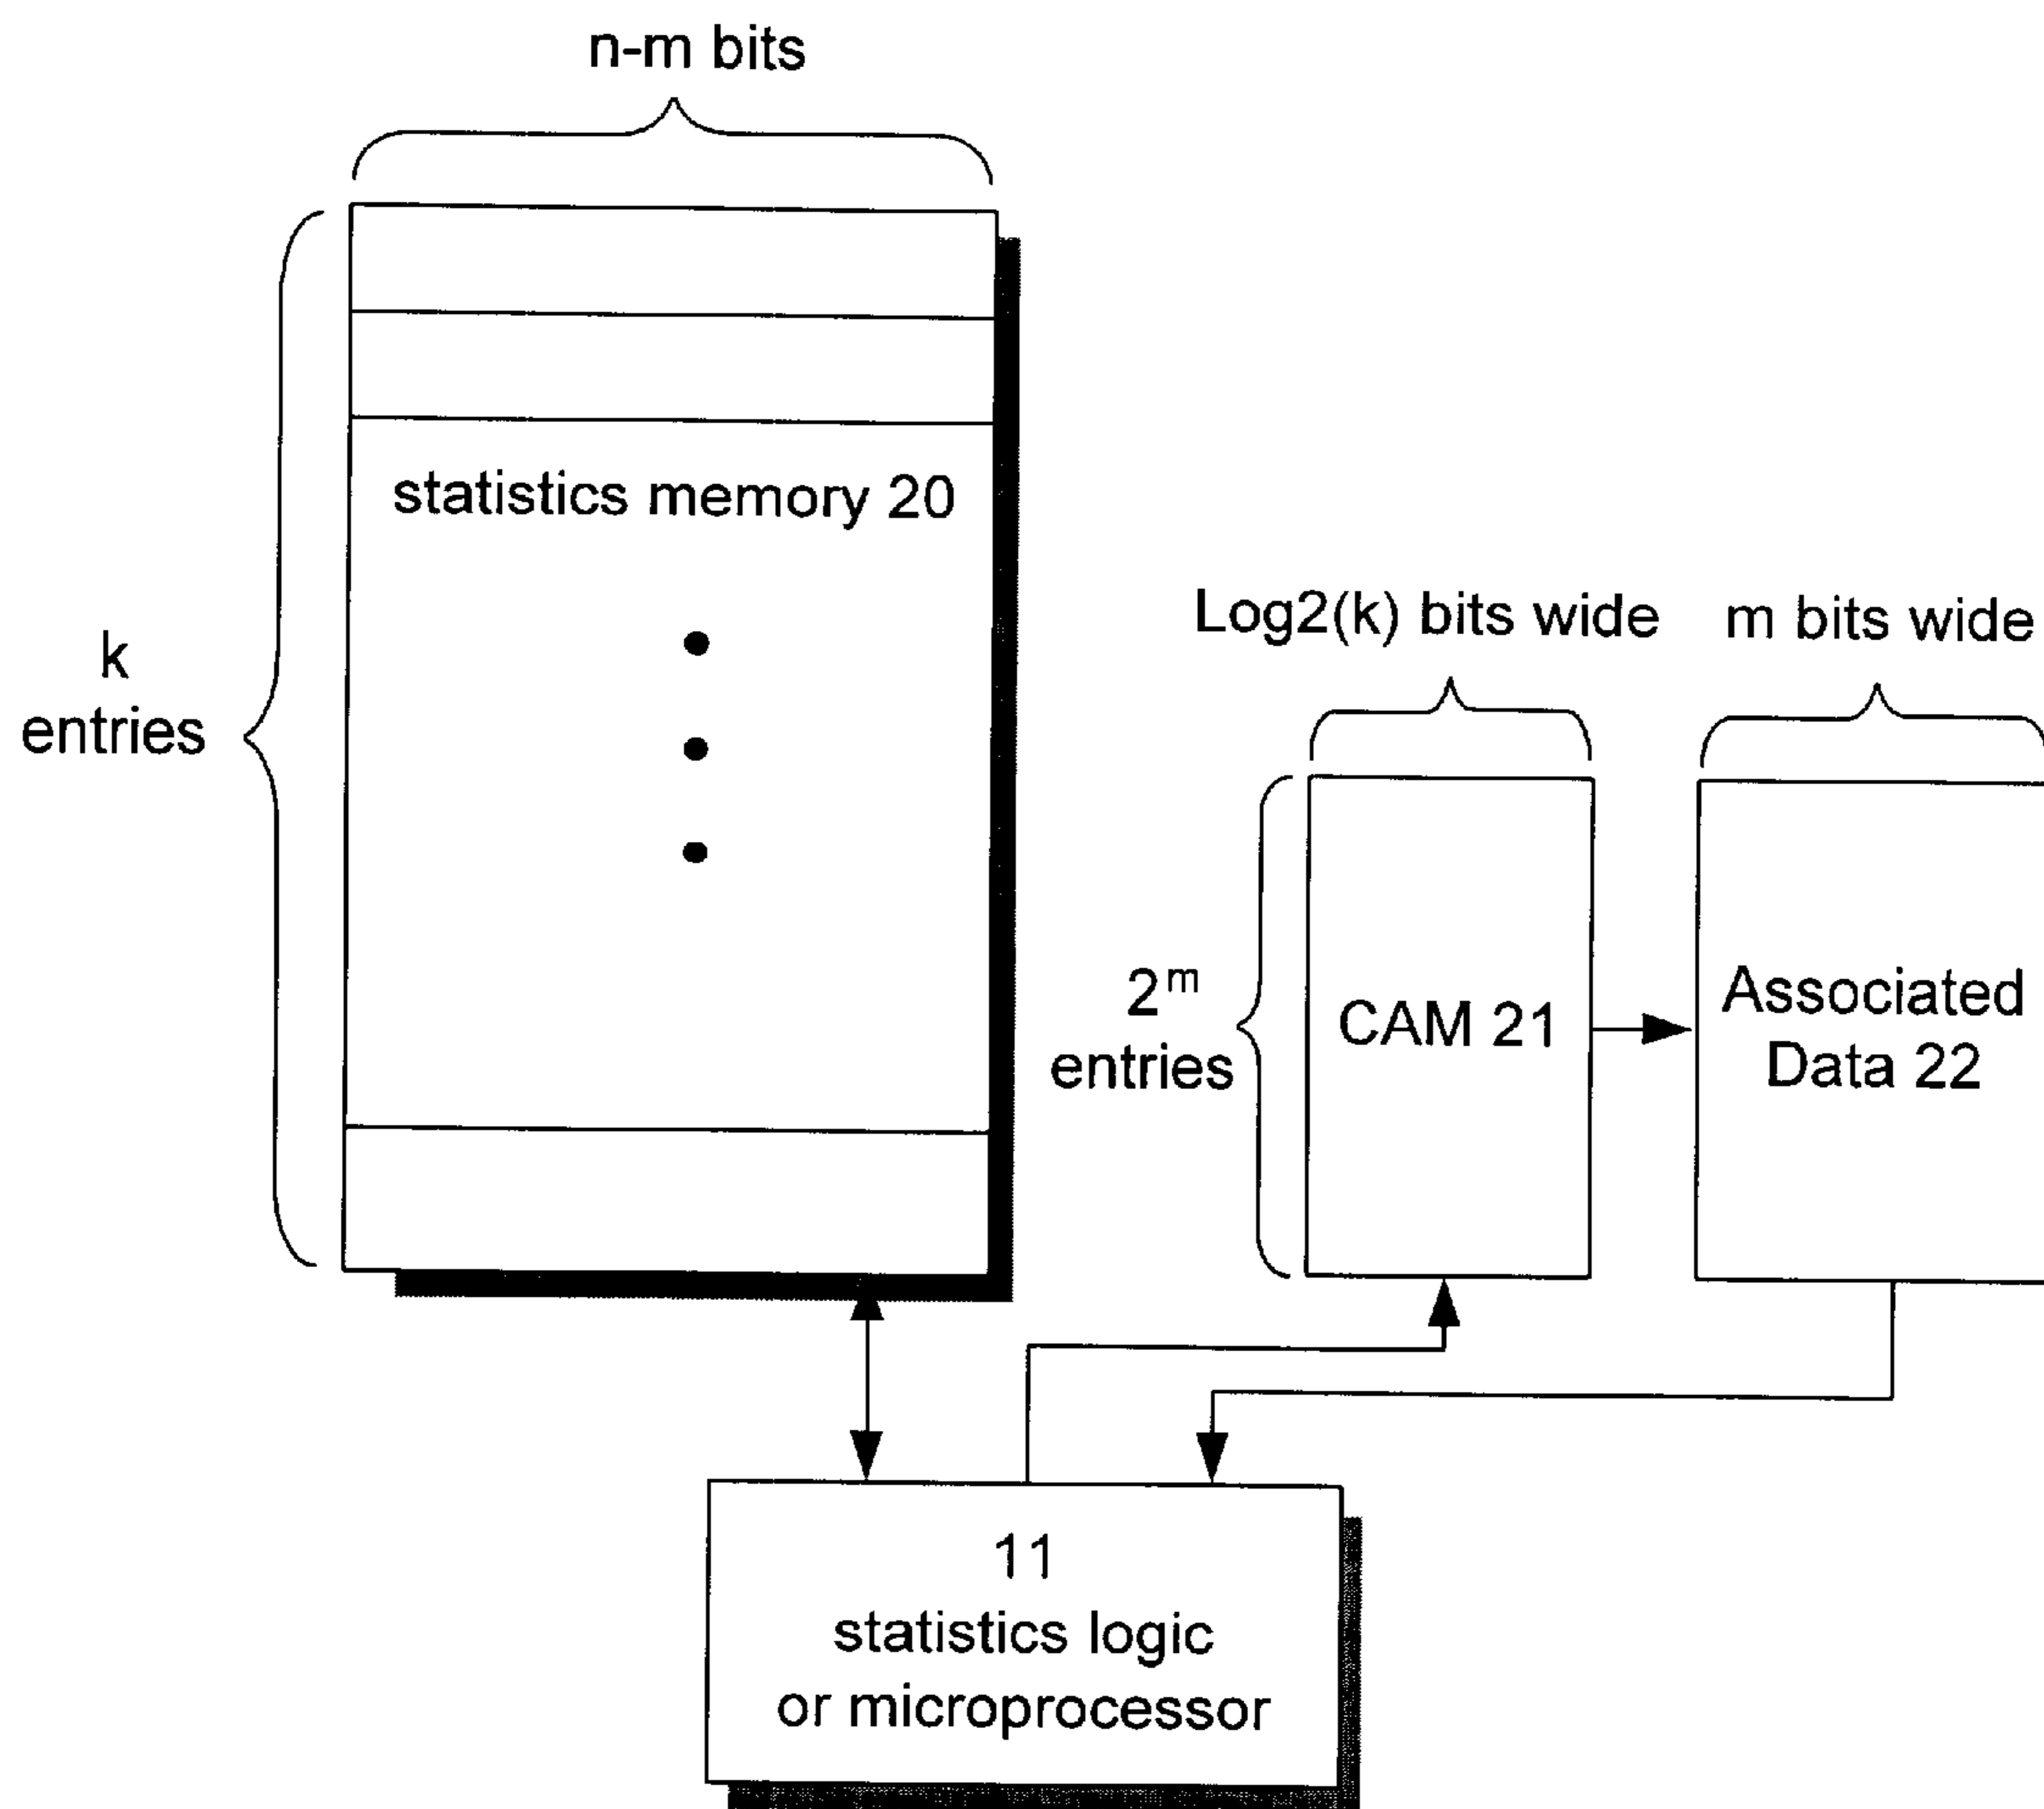 n-m bits
k
entries
statistics memory 20
Log2(k) bits wide
m bits wide
2^m
entries
CAM 21
Associated
Data 22
11
statistics logic
or microprocessor